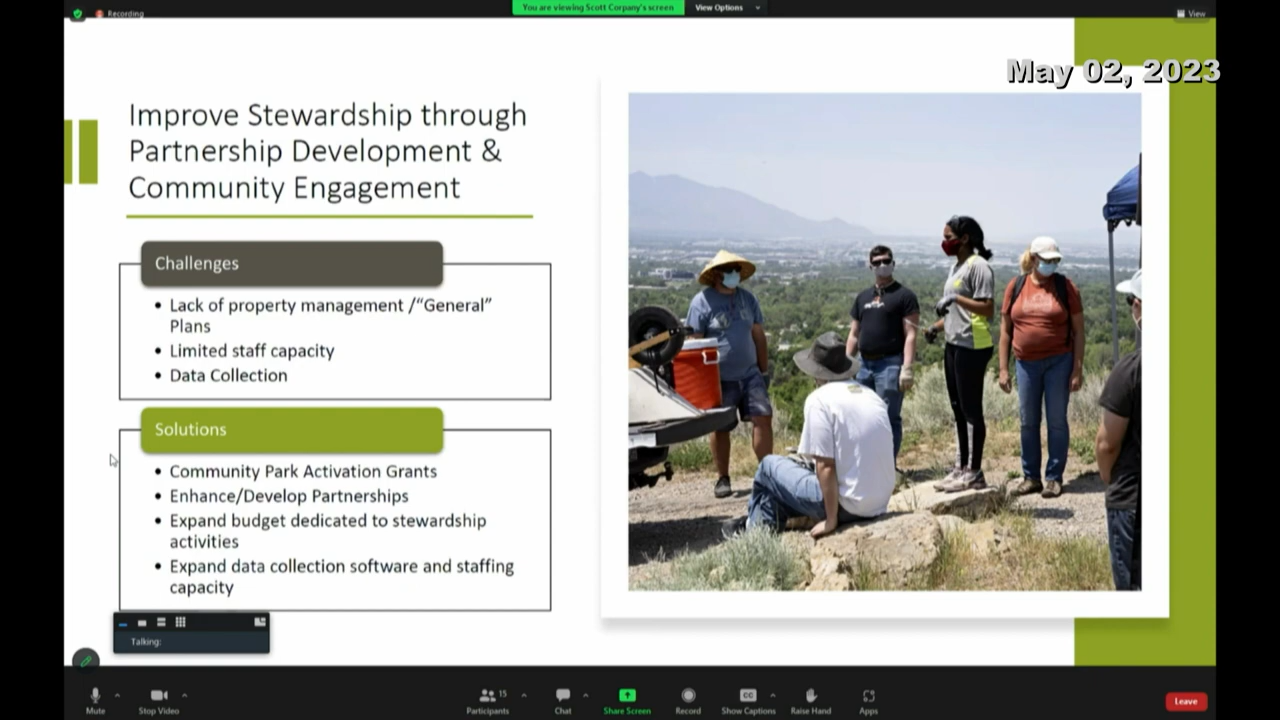 Recording
You are viewing Scott Corpany's screen
View Options
View
May 02, 2023
Improve Stewardship through
Partnership Development &
Community Engagement
Challenges
• Lack of property management /“General”
Plans
• Limited staff capacity
• Data Collection
Solutions
• Community Park Activation Grants
• Enhance/Develop Partnerships
• Expand budget dedicated to stewardship
activities
• Expand data collection software and staffing
capacity
Talking:
Mute
Stop Video
15
Participants
Chat
Share Screen
Record
CC
Show Captions
Raise Hand
Apps
Leave